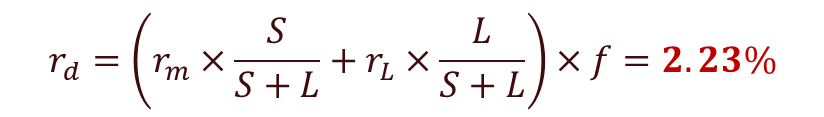 r_d = (r_m × S/(S + L) + r_L × L/(S + L)) × f = 2.23%